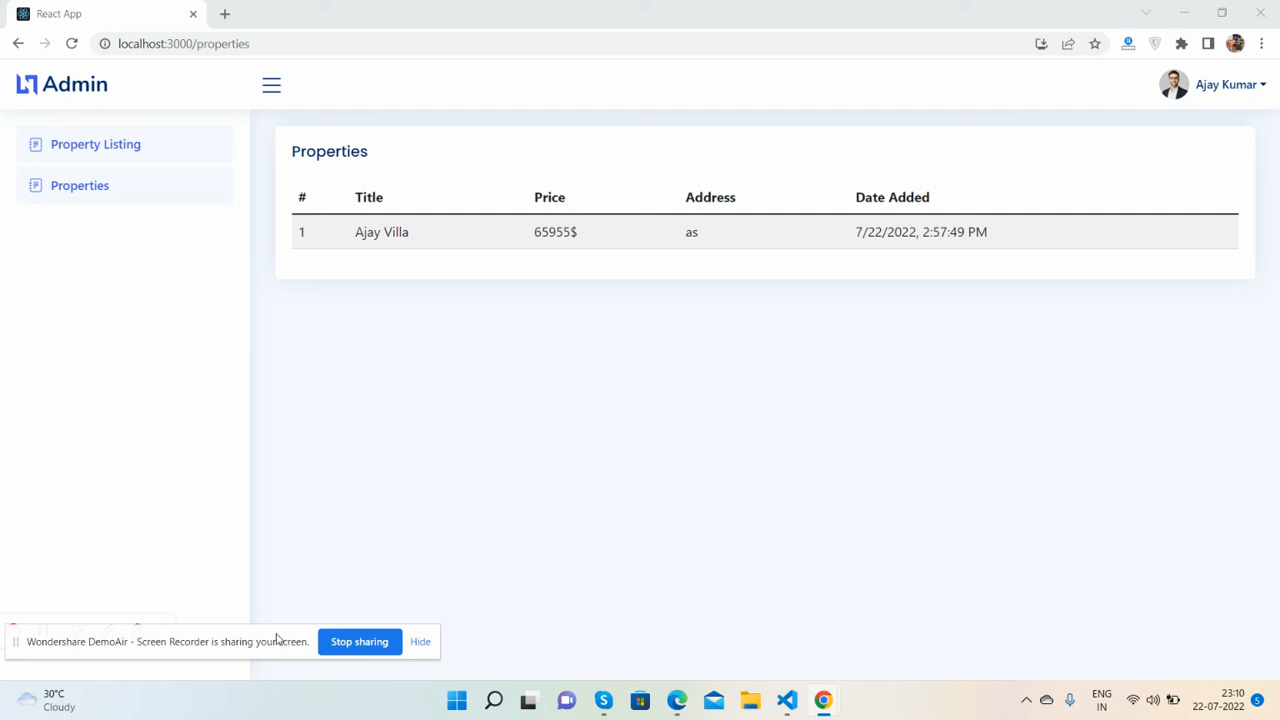 React App
localhost:3000/properties
Admin
Ajay Kumar
Property Listing
Properties
Properties
# Title Price Address Date Added
1 Ajay Villa 65955$ as 7/22/2022, 2:57:49 PM
Wondershare DemoAir - Screen Recorder is sharing your screen. Stop sharing Hide
30°C
Cloudy
ENG
IN
23:10
22-07-2022
5